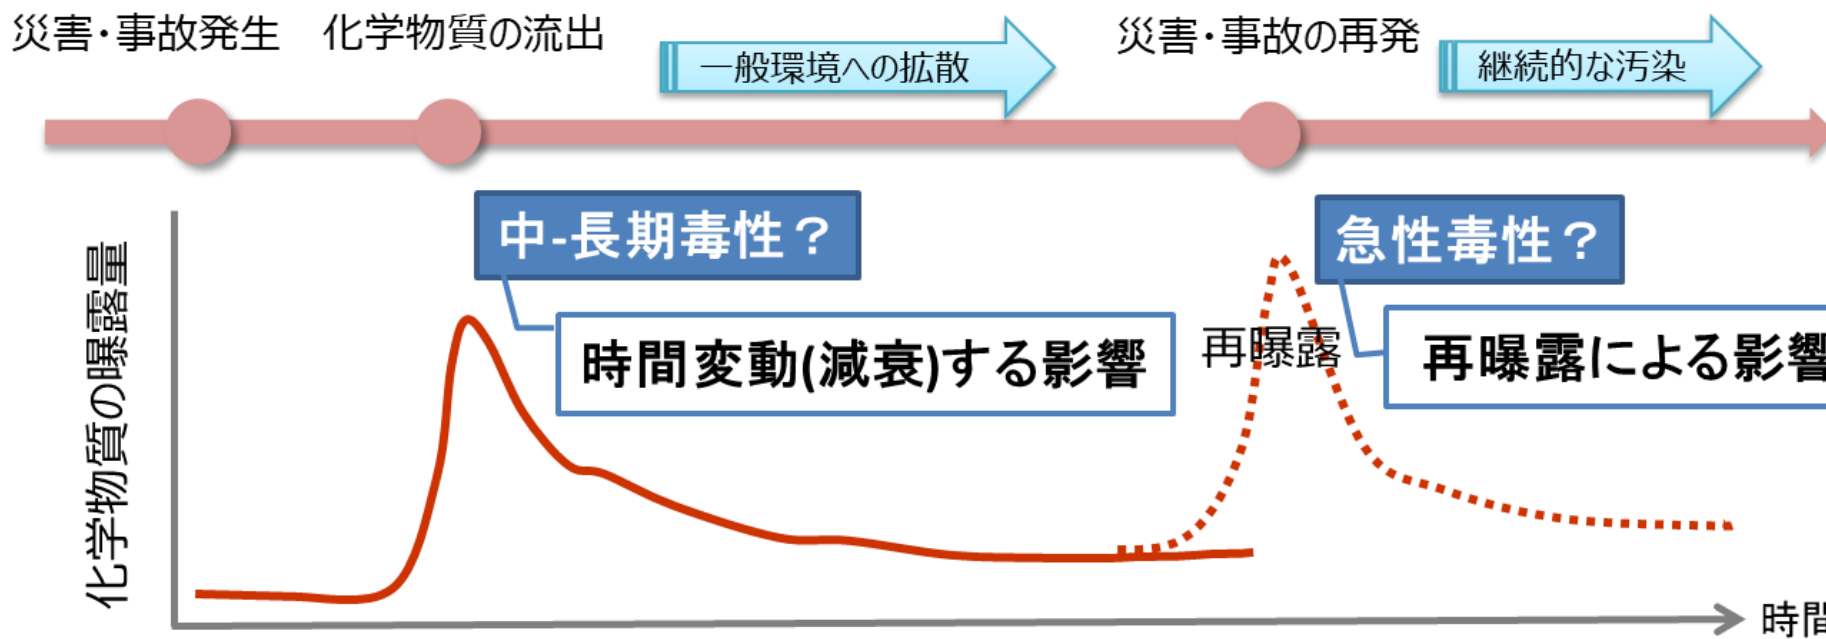 災害・事故発生
化学物質の流出
一般環境への拡散
災害・事故の再発
継続的な汚染
中-長期毒性？
急性毒性？
時間変動(減衰)する影響
再曝露
再曝露による影響
化学物質の曝露量
時間